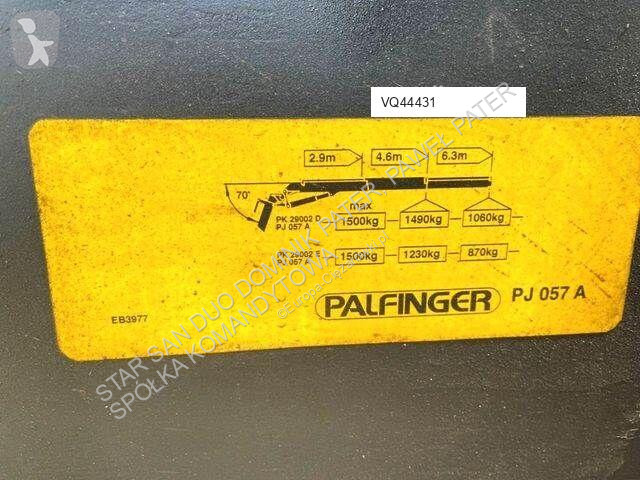 VQ44431
2.9m 4.6m 6.3m
70°
max
PK 29002 D
PJ 057 A
1500kg 1490kg 1060kg
PK 29002 E
PJ 057 A
1500kg 1230kg 870kg
PALFINGER PJ 057 A
EB3977
STAR SAN DUO DOMINIK PATER, PAWEŁ PATER
SPÓŁKA KOMANDYTOWA